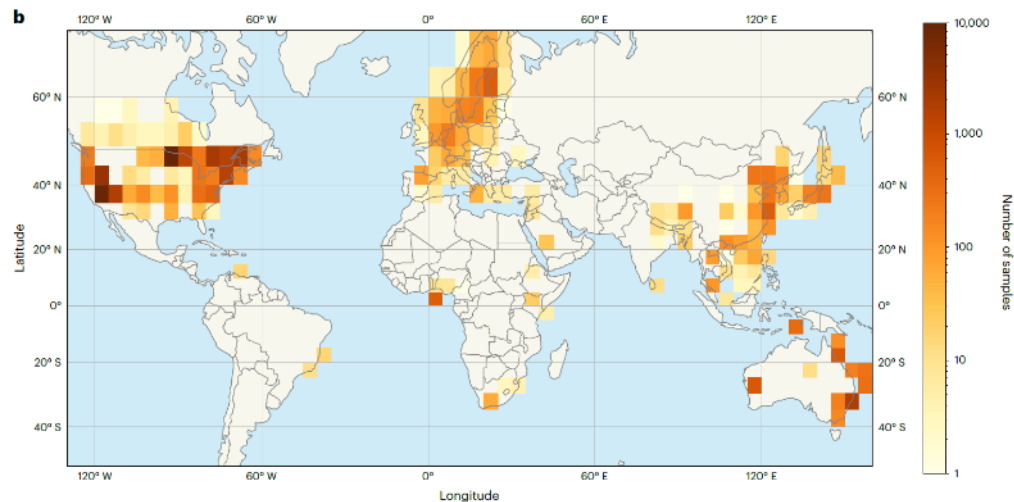 b
120° W 60° W 0° 60° E 120° E
10,000
60° N 60° N
1,000
40° N 40° N
Latitude
Number of samples
20° N 20° N
100
0° 0°
20° S 20° S
10
40° S 40° S
1
120° W 60° W 0° 60° E 120° E
Longitude